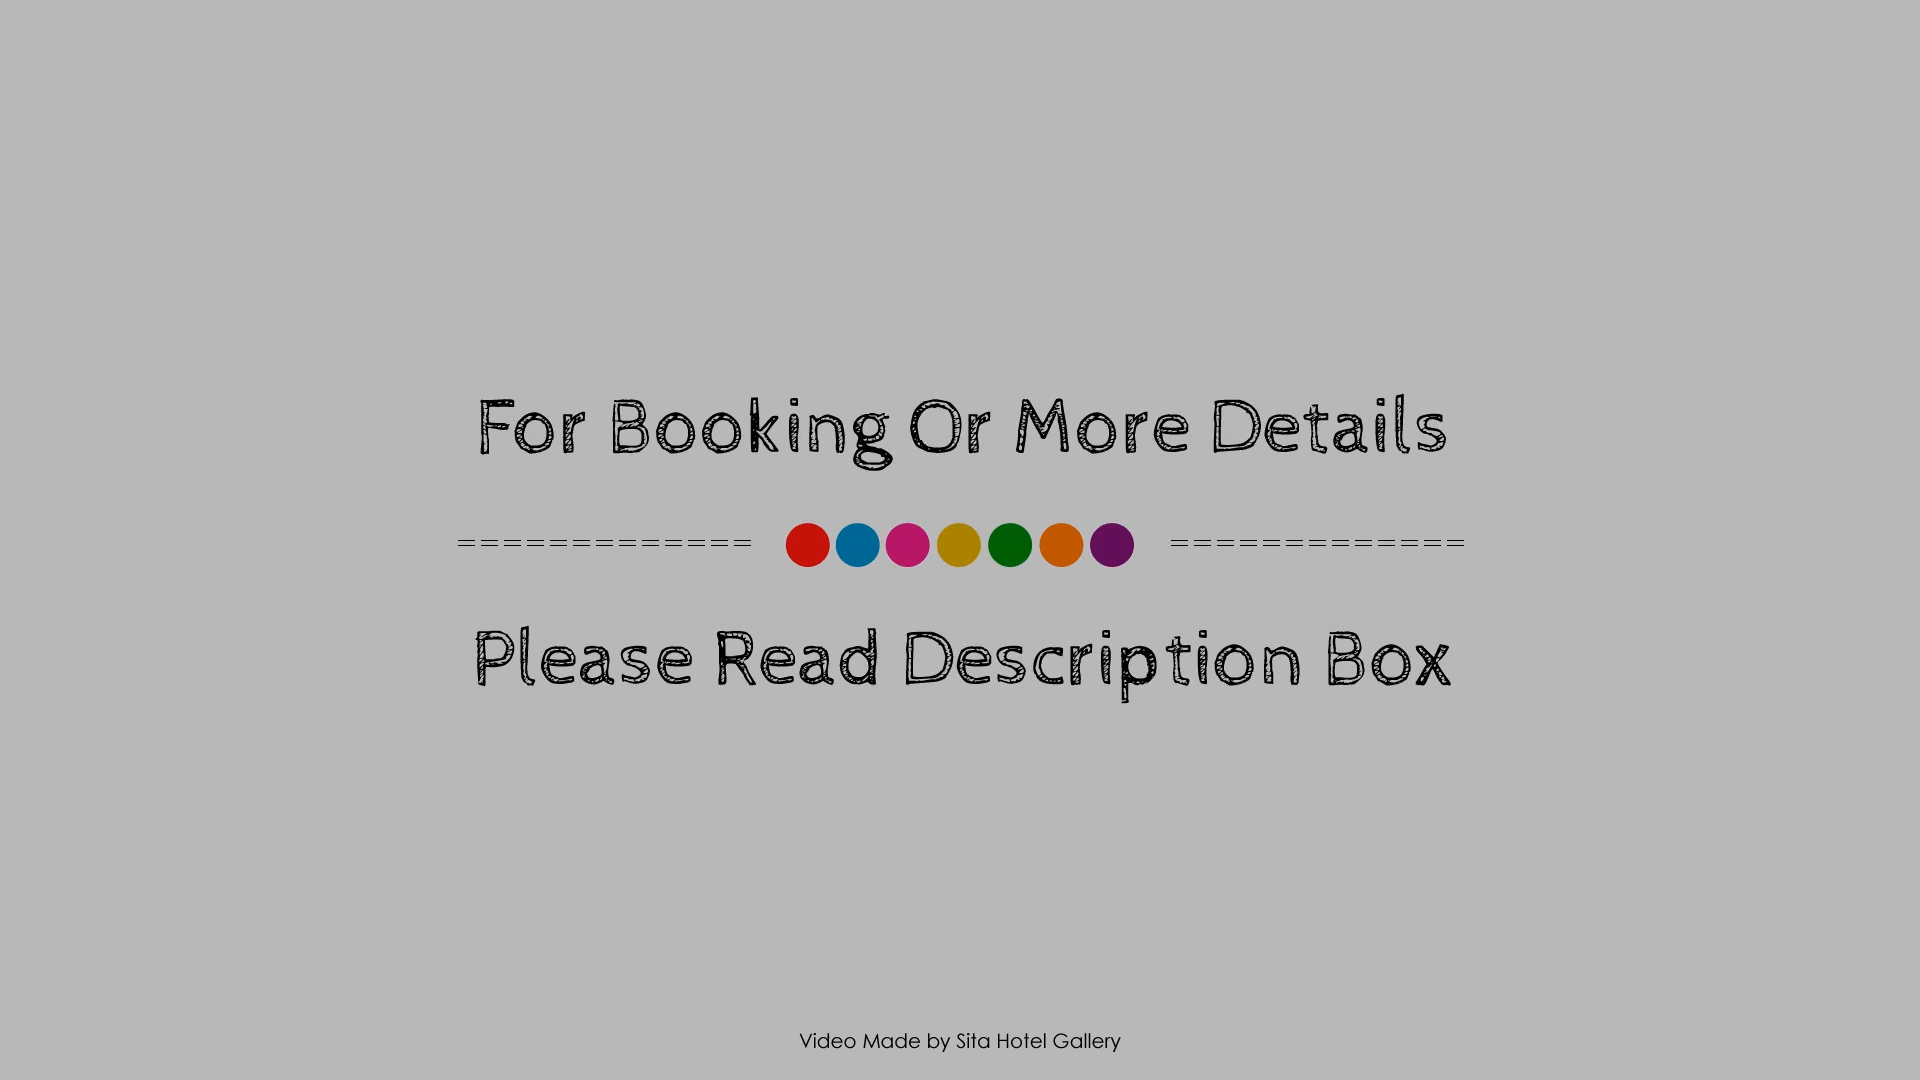 For Booking Or More Details
============= =============
Please Read Description Box
Video Made by Sita Hotel Gallery